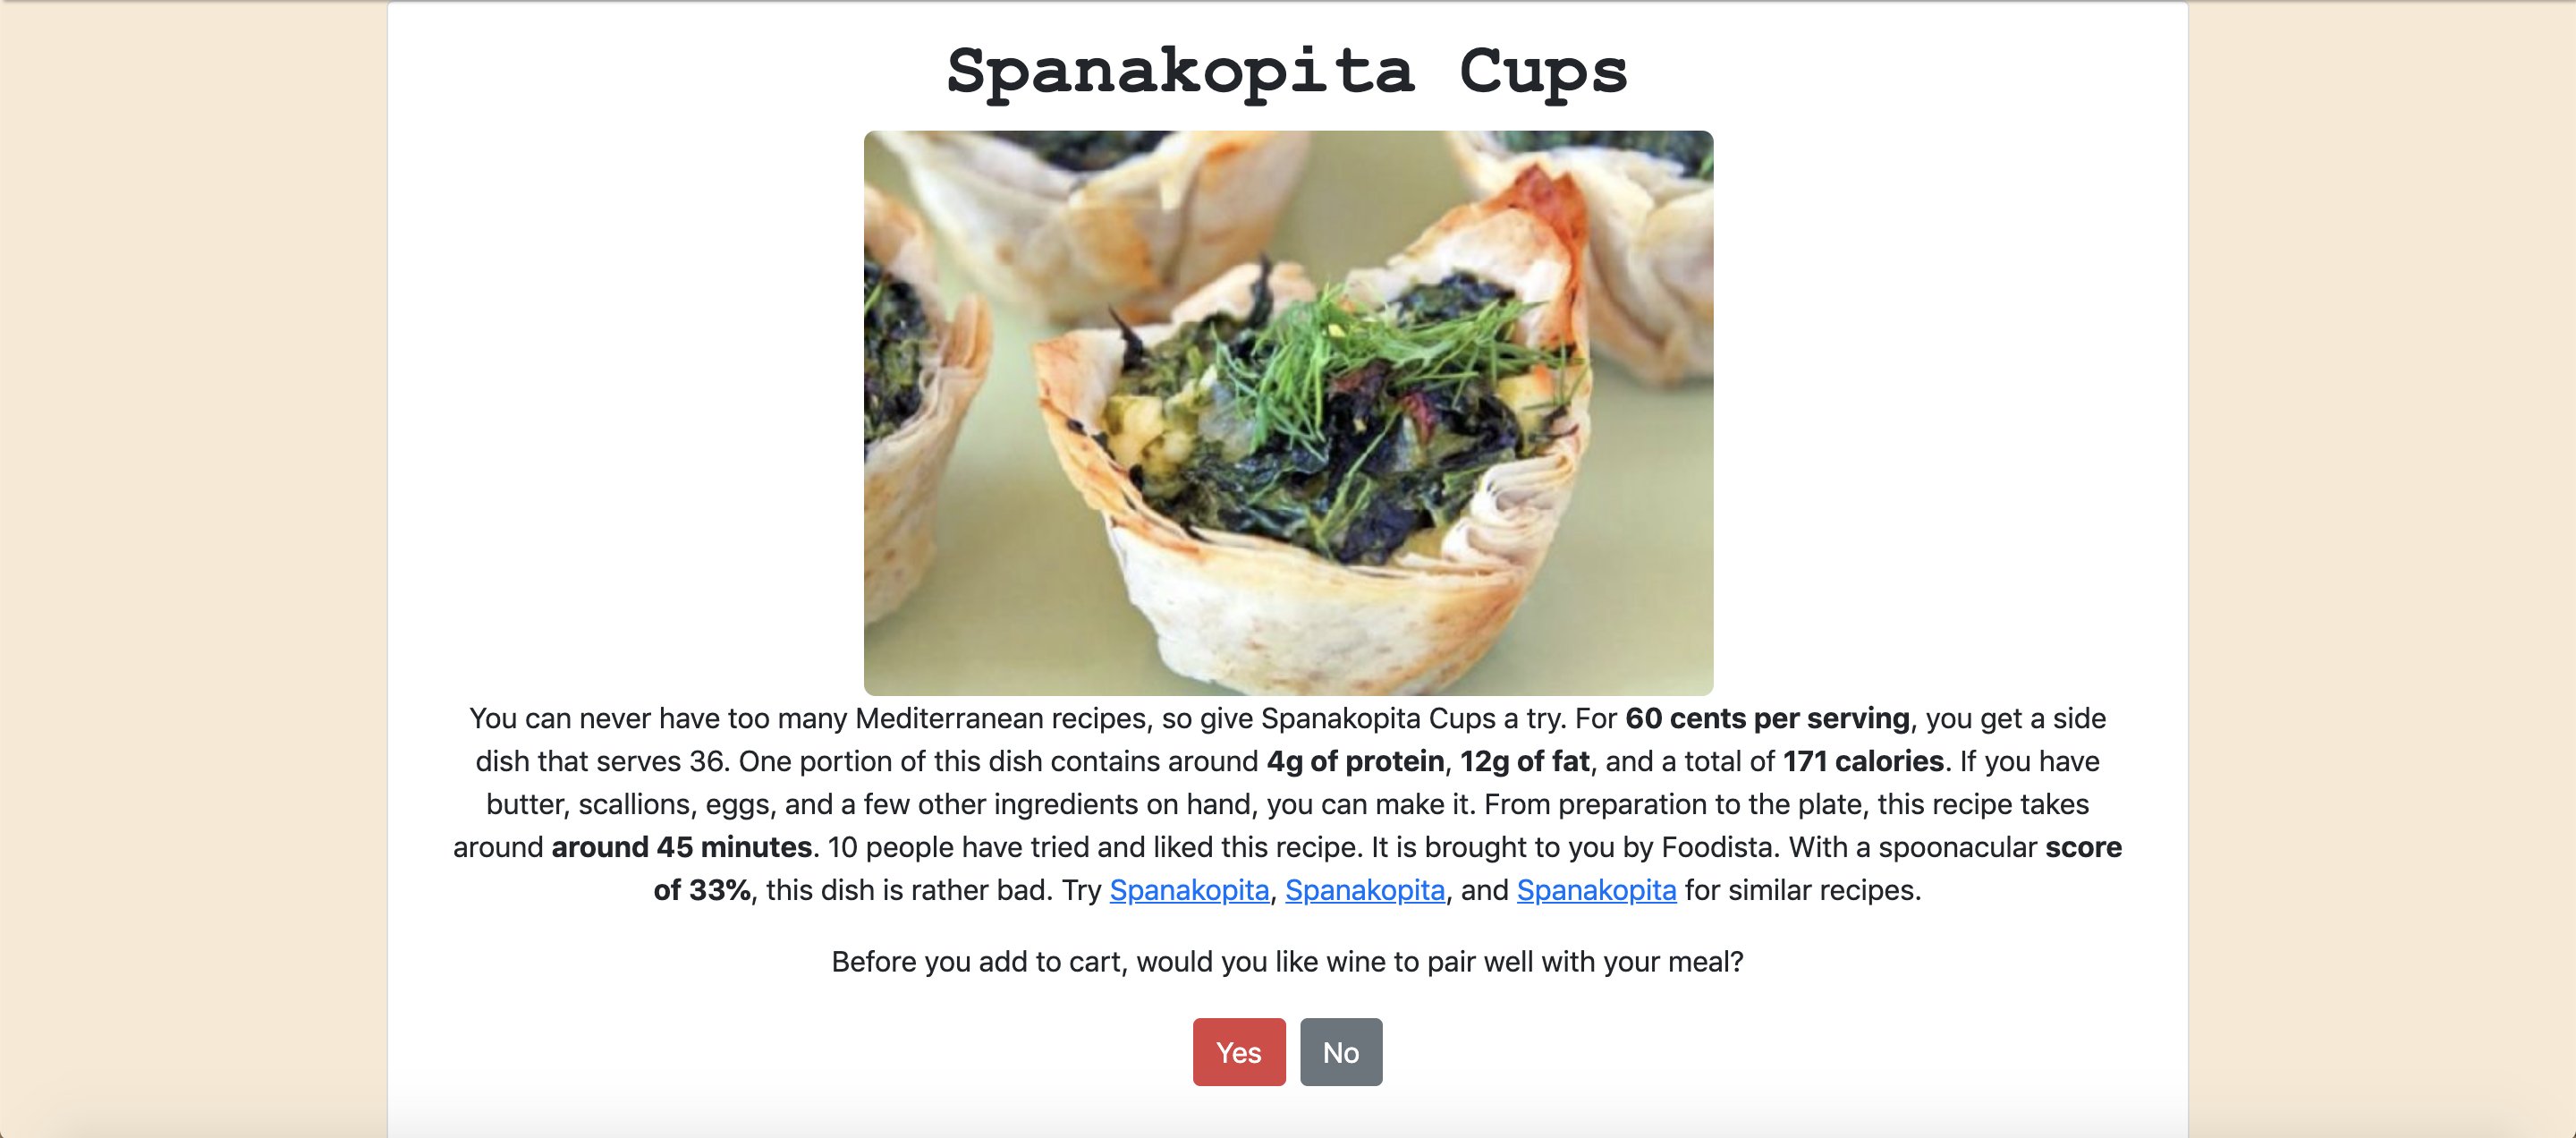 Spanakopita Cups
You can never have too many Mediterranean recipes, so give Spanakopita Cups a try. For 60 cents per serving, you get a side
dish that serves 36. One portion of this dish contains around 4g of protein, 12g of fat, and a total of 171 calories. If you have
butter, scallions, eggs, and a few other ingredients on hand, you can make it. From preparation to the plate, this recipe takes
around around 45 minutes. 10 people have tried and liked this recipe. It is brought to you by Foodista. With a spoonacular score
of 33%, this dish is rather bad. Try Spanakopita, Spanakopita, and Spanakopita for similar recipes.
Before you add to cart, would you like wine to pair well with your meal?
Yes No